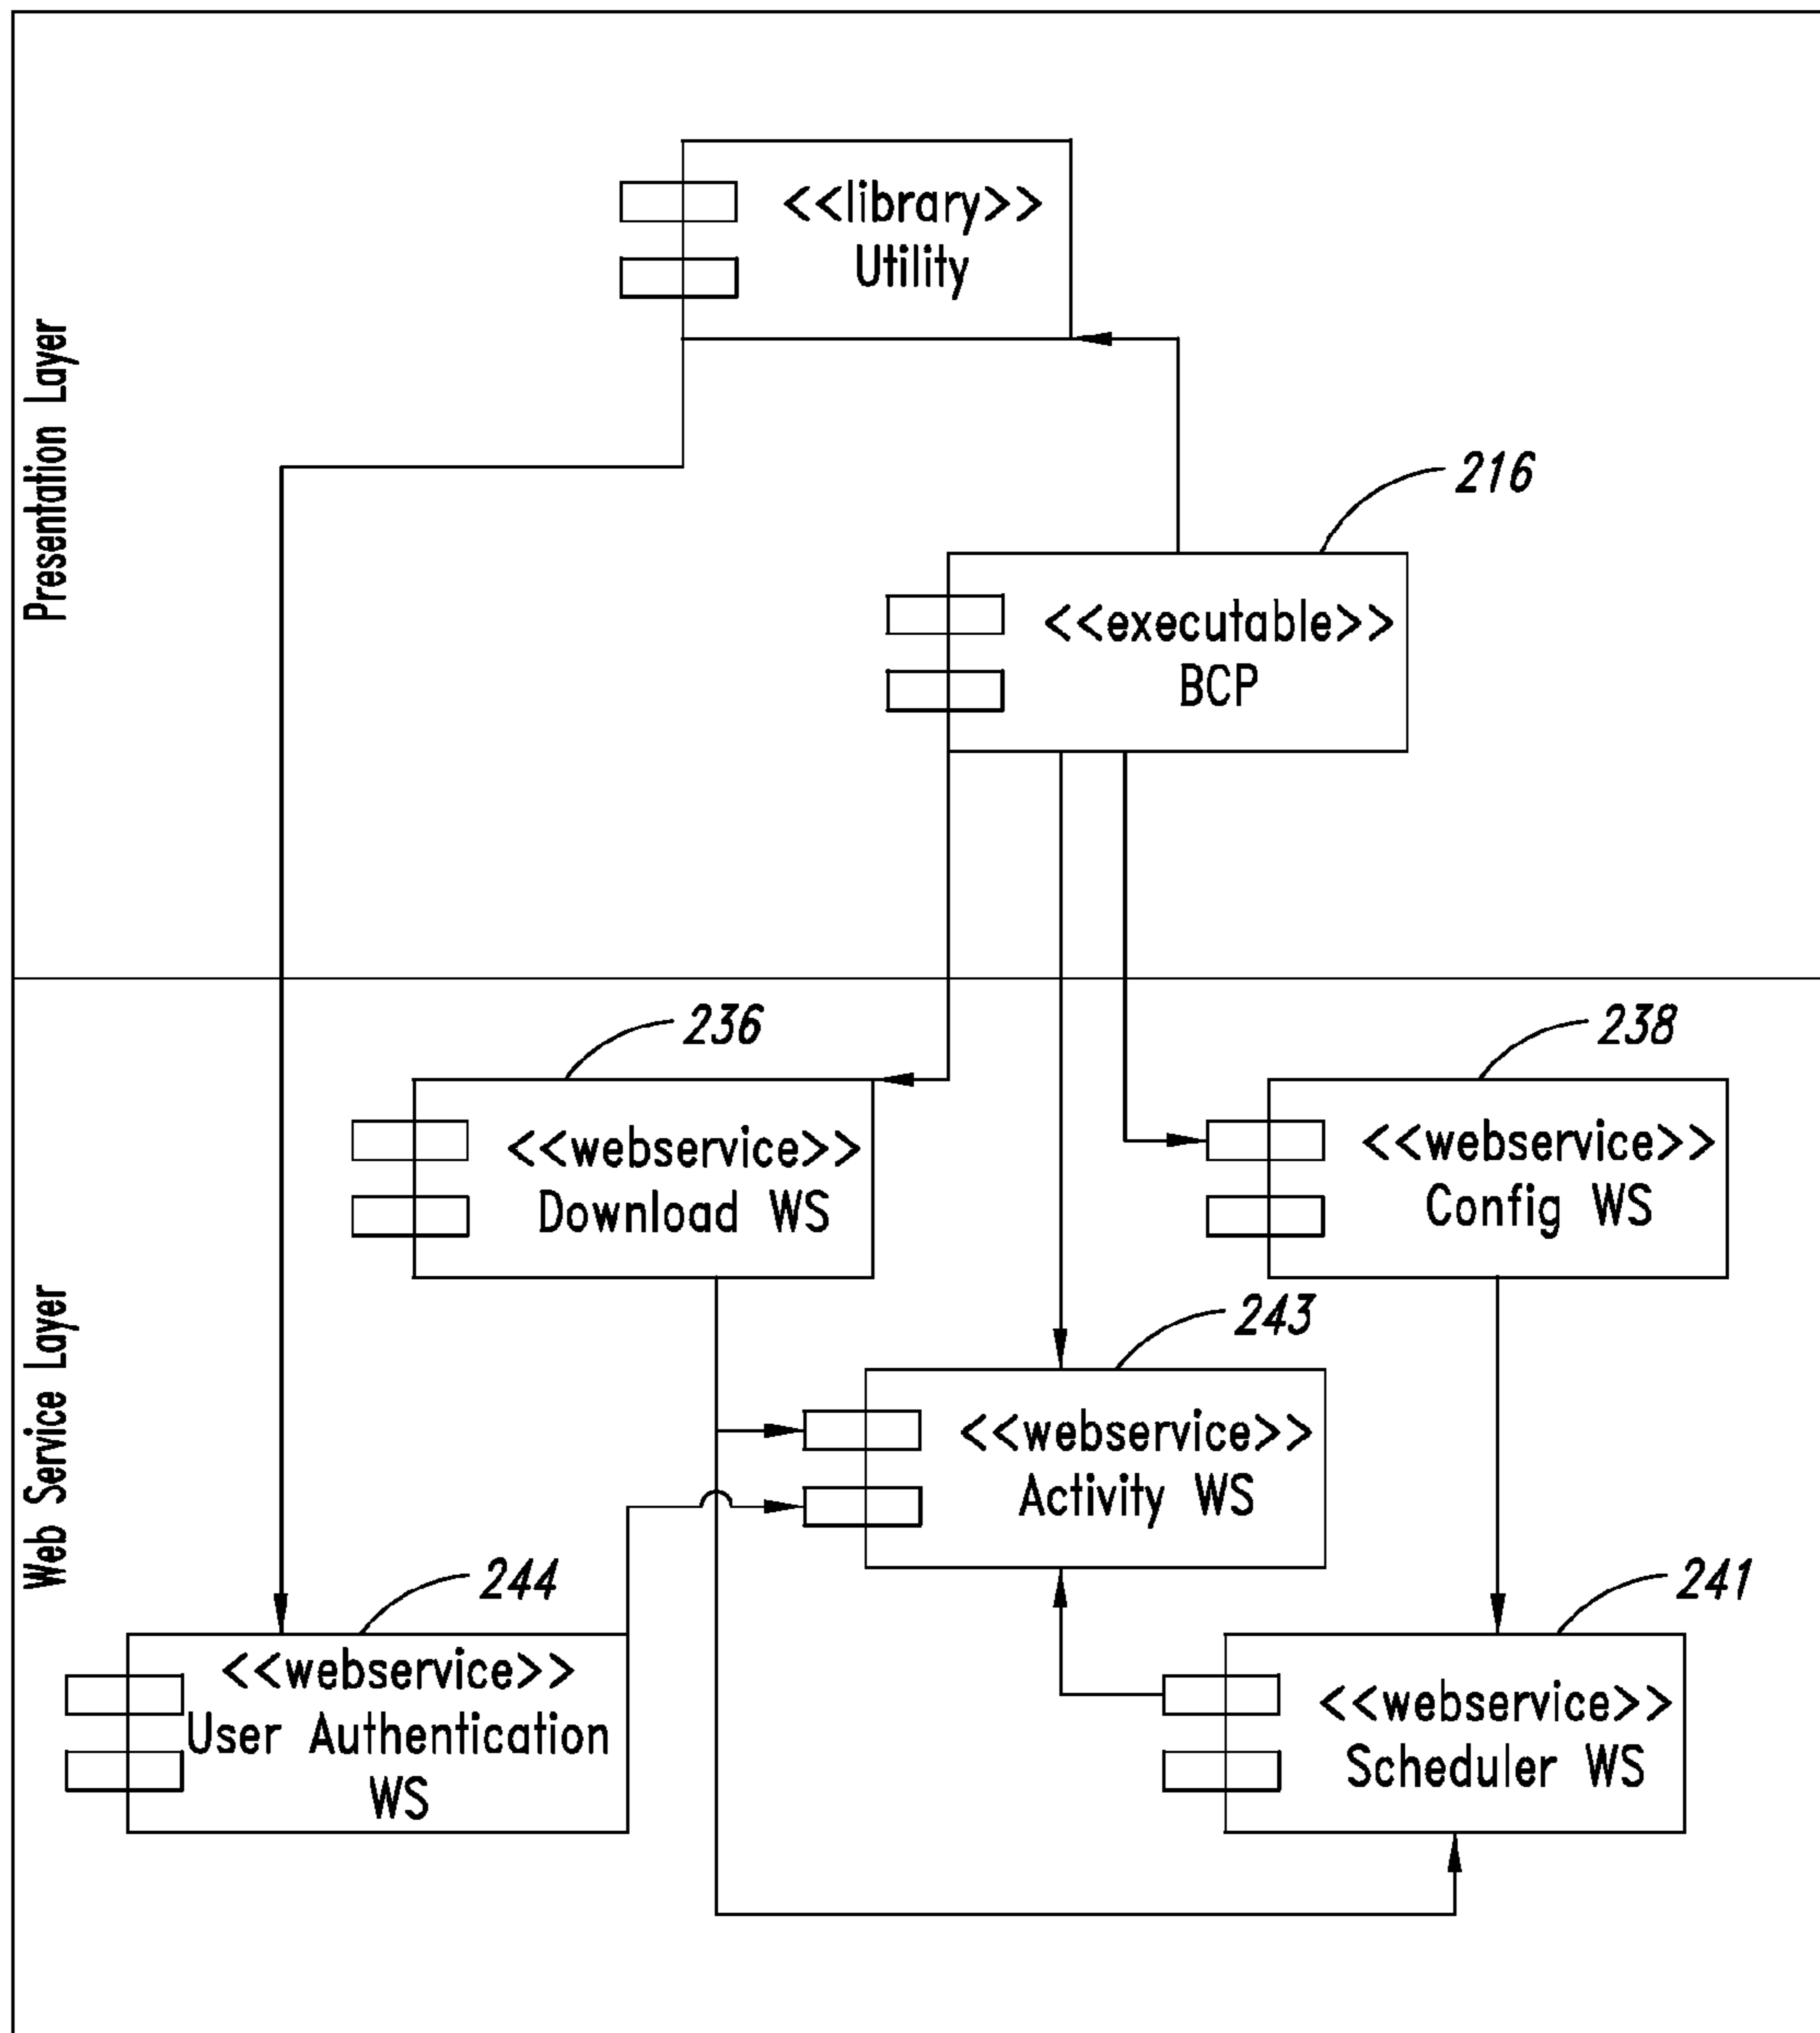 Presentation Layer
<<library>>
Utility
216
<<executable>>
BCP
Web Service Layer
236
<<webservice>>
Download WS
238
<<webservice>>
Config WS
243
<<webservice>>
Activity WS
244
<<webservice>>
User Authentication
WS
241
<<webservice>>
Scheduler WS